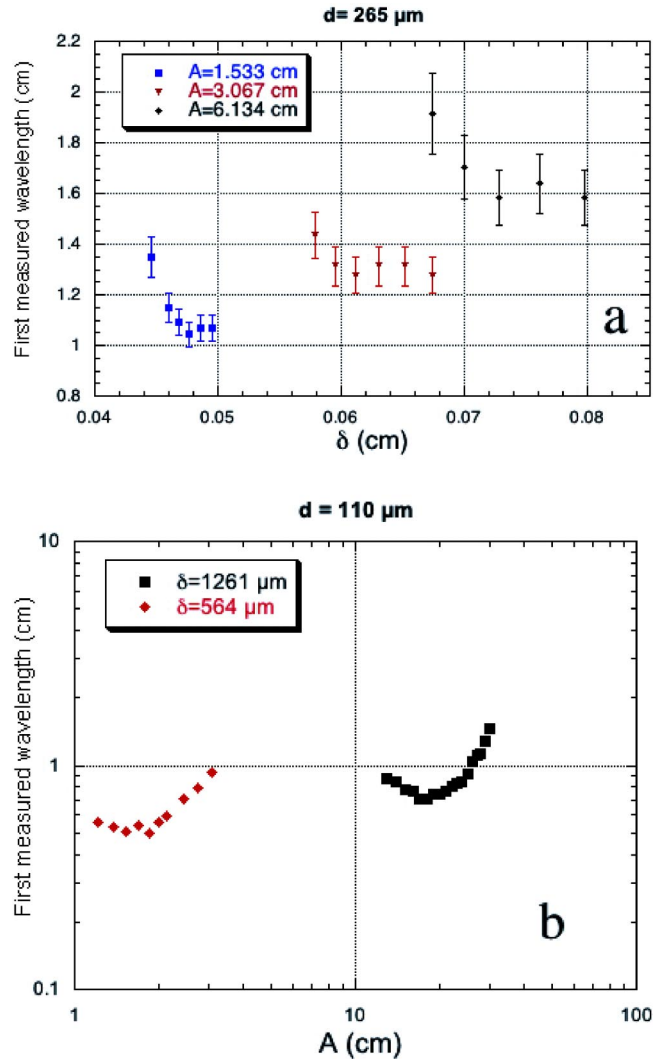 d= 265 µm
First measured wavelength (cm)
2.2
2
1.8
1.6
1.4
1.2
1
0.8
A=1.533 cm
A=3.067 cm
A=6.134 cm
a
0.04
0.05
0.06
0.07
0.08
δ (cm)
d = 110 µm
First measured wavelength (cm)
10
1
0.1
δ=1261 µm
δ=564 µm
b
1
10
100
A (cm)